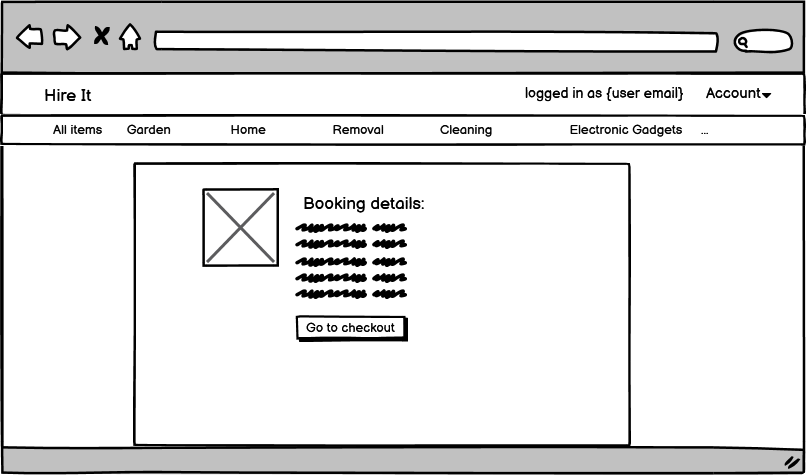 Hire It
logged in as {user email}
Account
All items
Garden
Home
Removal
Cleaning
Electronic Gadgets
...
Booking details:
Go to checkout